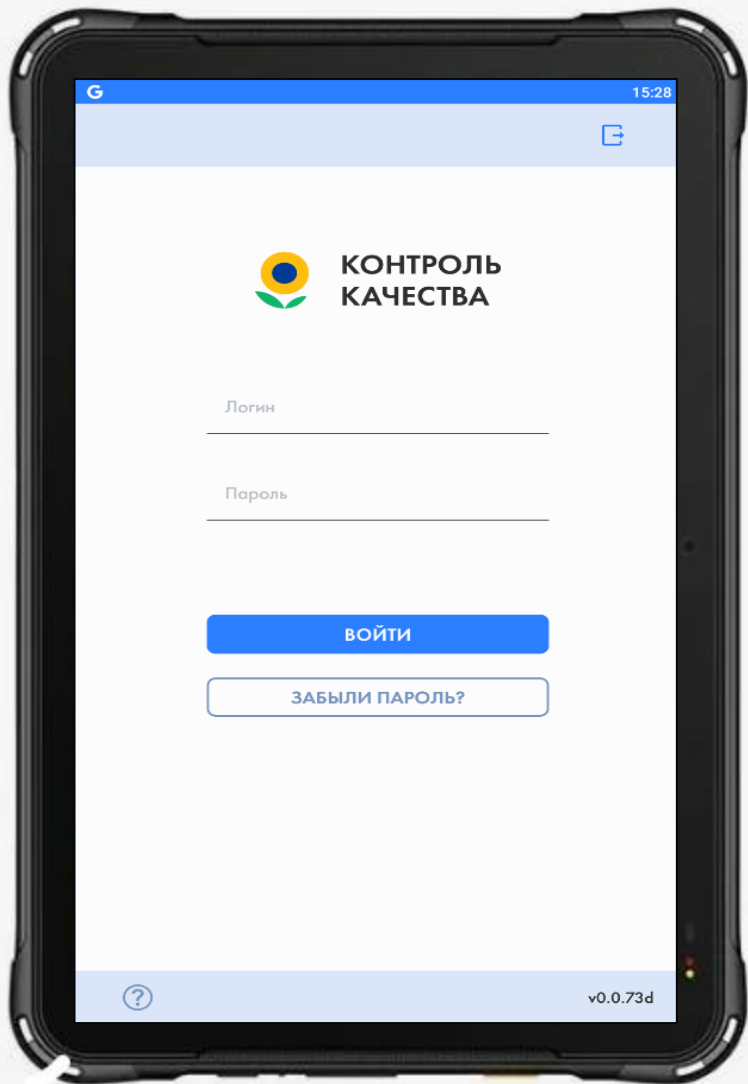 G 15:28
КОНТРОЛЬ
КАЧЕСТВА
Логин
Пароль
ВОЙТИ
ЗАБЫЛИ ПАРОЛЬ?
? v0.0.73d